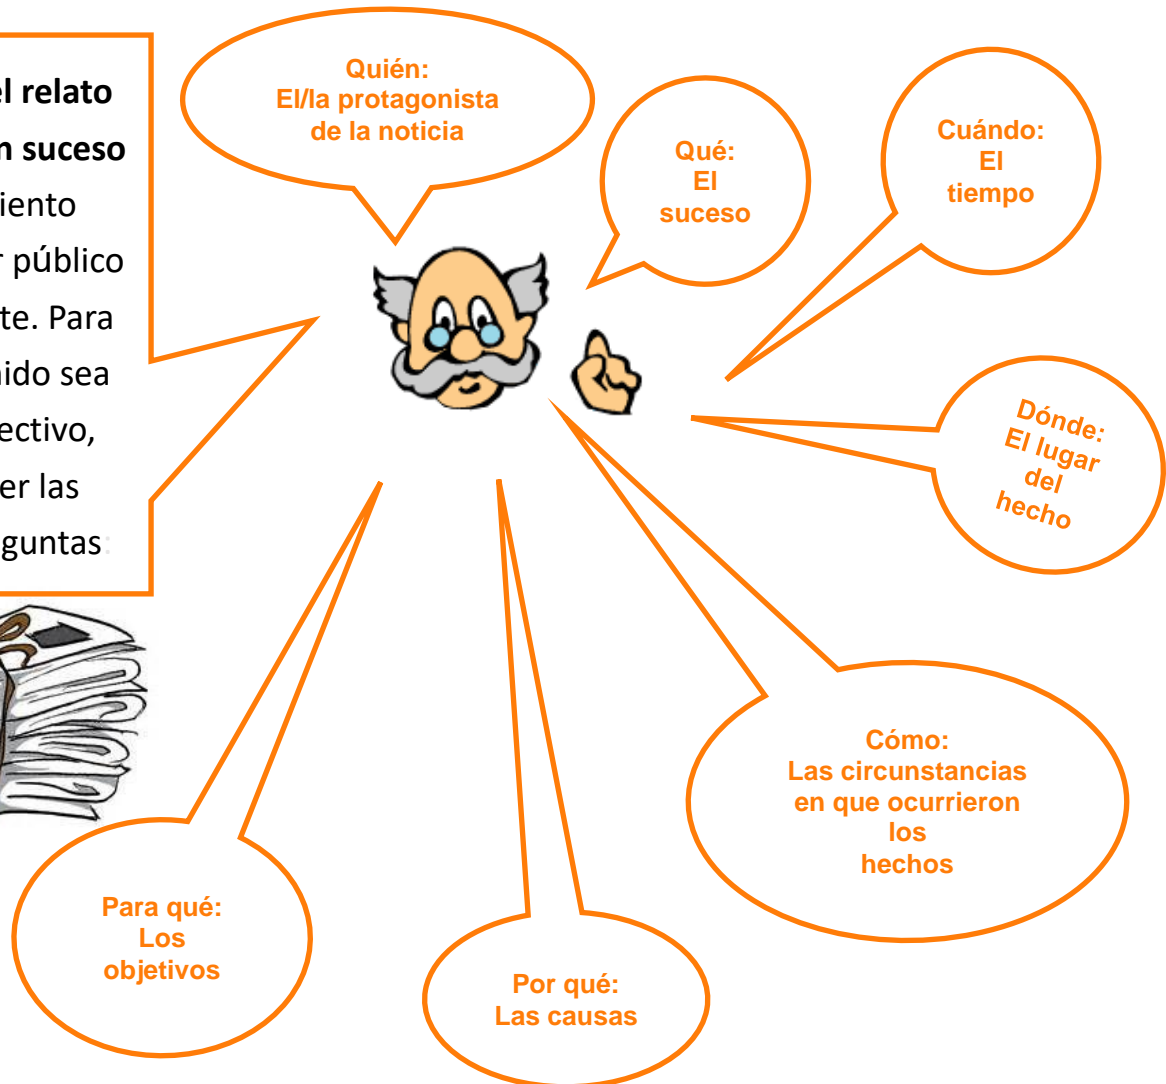 el relato
n suceso
iento
r público
te. Para
ido sea
ectivo,
er las
guntas:
Quién:
El/la protagonista
de la noticia
Qué:
El
suceso
Cuándo:
El
tiempo
Dónde:
El lugar
del
hecho
Cómo:
Las circunstancias
en que ocurrieron
los
hechos
Por qué:
Las causas
Para qué:
Los
objetivos